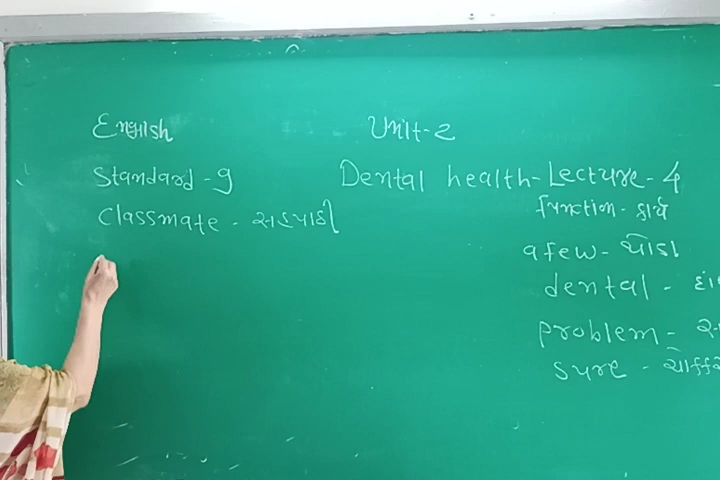 English
Unit-2
Standard-9
Dental health-Lecture-4
classmate - સહપાઠી
function - કાર્ય
a few - થોડા
dental -
problem -
sure -